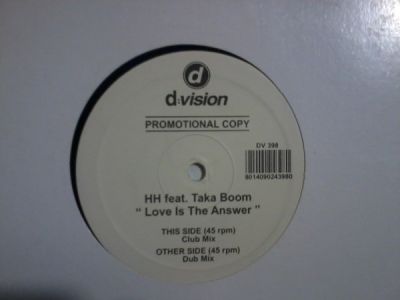 d
d:vision
PROMOTIONAL COPY
DV 398
8014090243980
HH feat. Taka Boom
" Love Is The Answer "
THIS SIDE (45 rpm)
Club Mix
OTHER SIDE (45 rpm)
Dub Mix